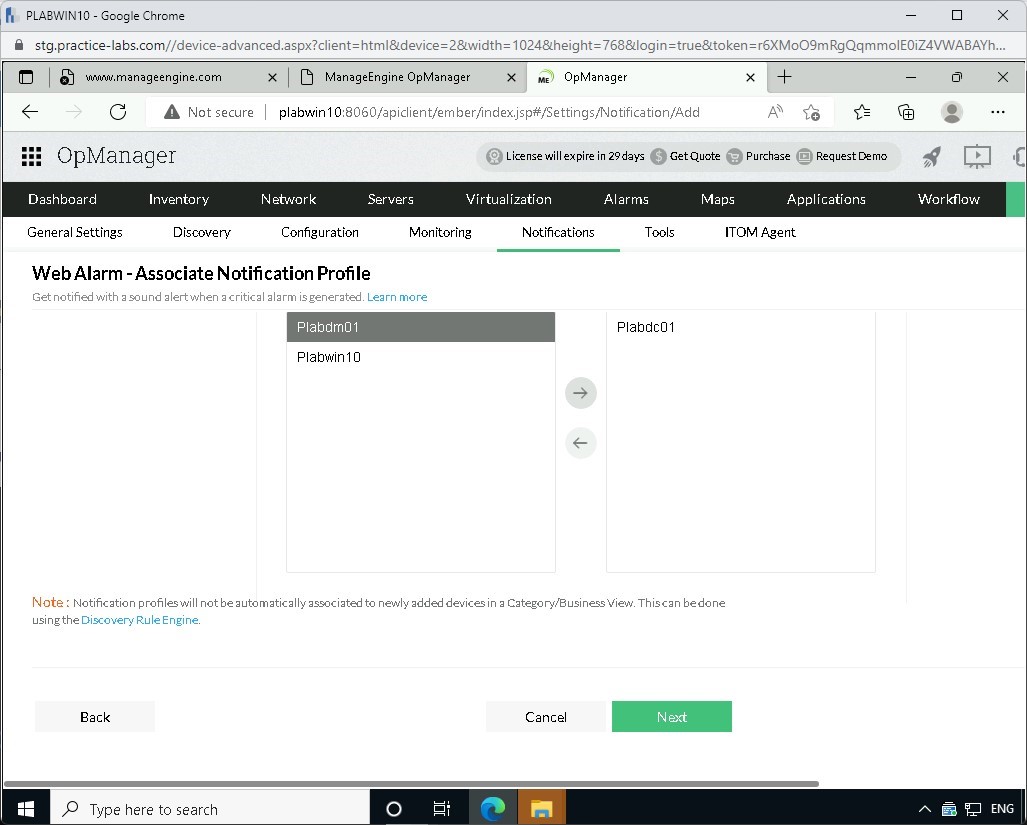 PLABWIN10 - Google Chrome
stg.practice-labs.com//device-advanced.aspx?client=html&device=2&width=1024&height=768&login=true&token=r6XMoO9mRgQqmmolE0iZ4VWABAYh...
www.manageengine.com
ManageEngine OpManager
ME OpManager
Not secure plabwin10:8060/apiclient/ember/index.jsp#/Settings/Notification/Add
OpManager
License will expire in 29 days $ Get Quote Purchase Request Demo
Dashboard Inventory Network Servers Virtualization Alarms Maps Applications Workflow
General Settings Discovery Configuration Monitoring Notifications Tools ITOM Agent
Web Alarm - Associate Notification Profile
Get notified with a sound alert when a critical alarm is generated. Learn more
Plabdm01
Plabwin10
Plabdc01
Note : Notification profiles will not be automatically associated to newly added devices in a Category/Business View. This can be done
using the Discovery Rule Engine.
Back Cancel Next
Type here to search
ENG